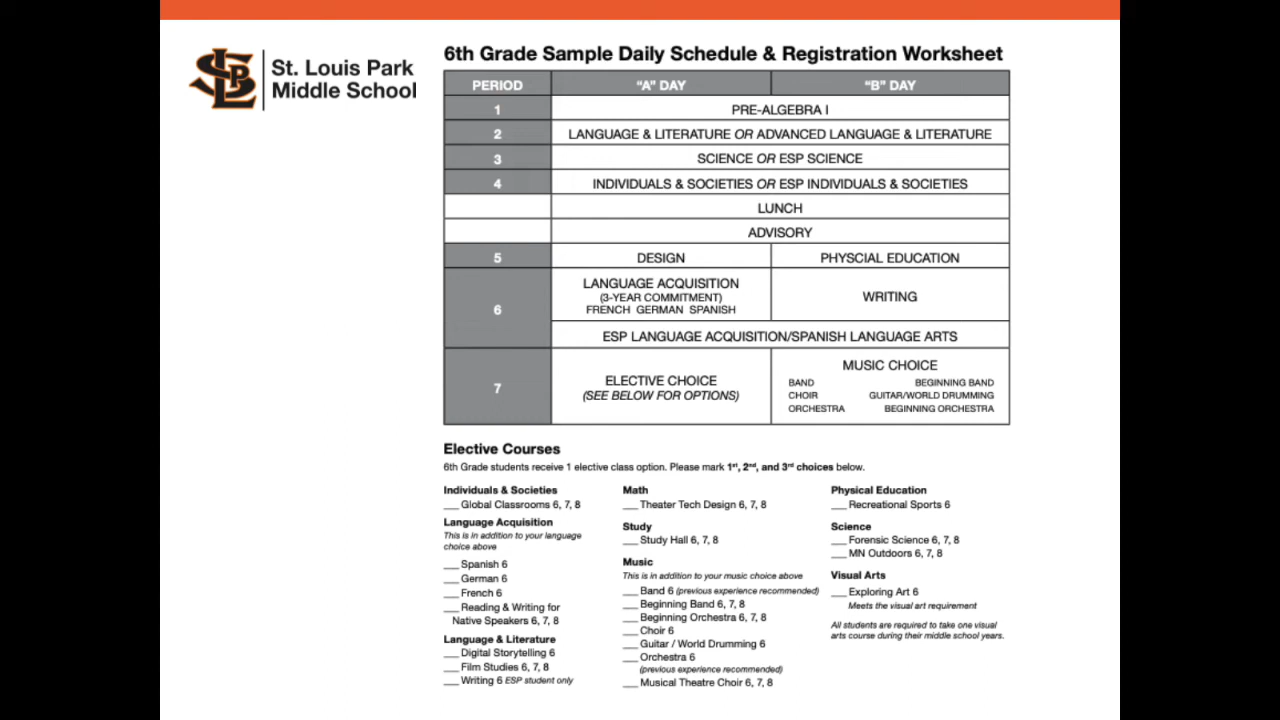 SLP
St. Louis Park
Middle School
6th Grade Sample Daily Schedule & Registration Worksheet
PERIOD "A" DAY "B" DAY
1 PRE-ALGEBRA I
2 LANGUAGE & LITERATURE OR ADVANCED LANGUAGE & LITERATURE
3 SCIENCE OR ESP SCIENCE
4 INDIVIDUALS & SOCIETIES OR ESP INDIVIDUALS & SOCIETIES
LUNCH
ADVISORY
5 DESIGN PHYSCIAL EDUCATION
6 LANGUAGE ACQUISITION
(3-YEAR COMMITMENT)
FRENCH GERMAN SPANISH
WRITING
ESP LANGUAGE ACQUISITION/SPANISH LANGUAGE ARTS
7 ELECTIVE CHOICE
(SEE BELOW FOR OPTIONS)
MUSIC CHOICE
BAND BEGINNING BAND
CHOIR GUITAR/WORLD DRUMMING
ORCHESTRA BEGINNING ORCHESTRA
Elective Courses
6th Grade students receive 1 elective class option. Please mark 1st, 2nd, and 3rd choices below.
Individuals & Societies
___ Global Classrooms 6, 7, 8
Language Acquisition
This is in addition to your language
choice above
___ Spanish 6
___ German 6
___ French 6
___ Reading & Writing for
Native Speakers 6, 7, 8
Language & Literature
___ Digital Storytelling 6
___ Film Studies 6, 7, 8
___ Writing 6 ESP student only
Math
___ Theater Tech Design 6, 7, 8
Study
___ Study Hall 6, 7, 8
Music
This is in addition to your music choice above
___ Band 6 (previous experience recommended)
___ Beginning Band 6, 7, 8
___ Beginning Orchestra 6, 7, 8
___ Choir 6
___ Guitar / World Drumming 6
___ Orchestra 6
(previous experience recommended)
___ Musical Theatre Choir 6, 7, 8
Physical Education
___ Recreational Sports 6
Science
___ Forensic Science 6, 7, 8
___ MN Outdoors 6, 7, 8
Visual Arts
___ Exploring Art 6
Meets the visual art requirement
All students are required to take one visual
arts course during their middle school years.